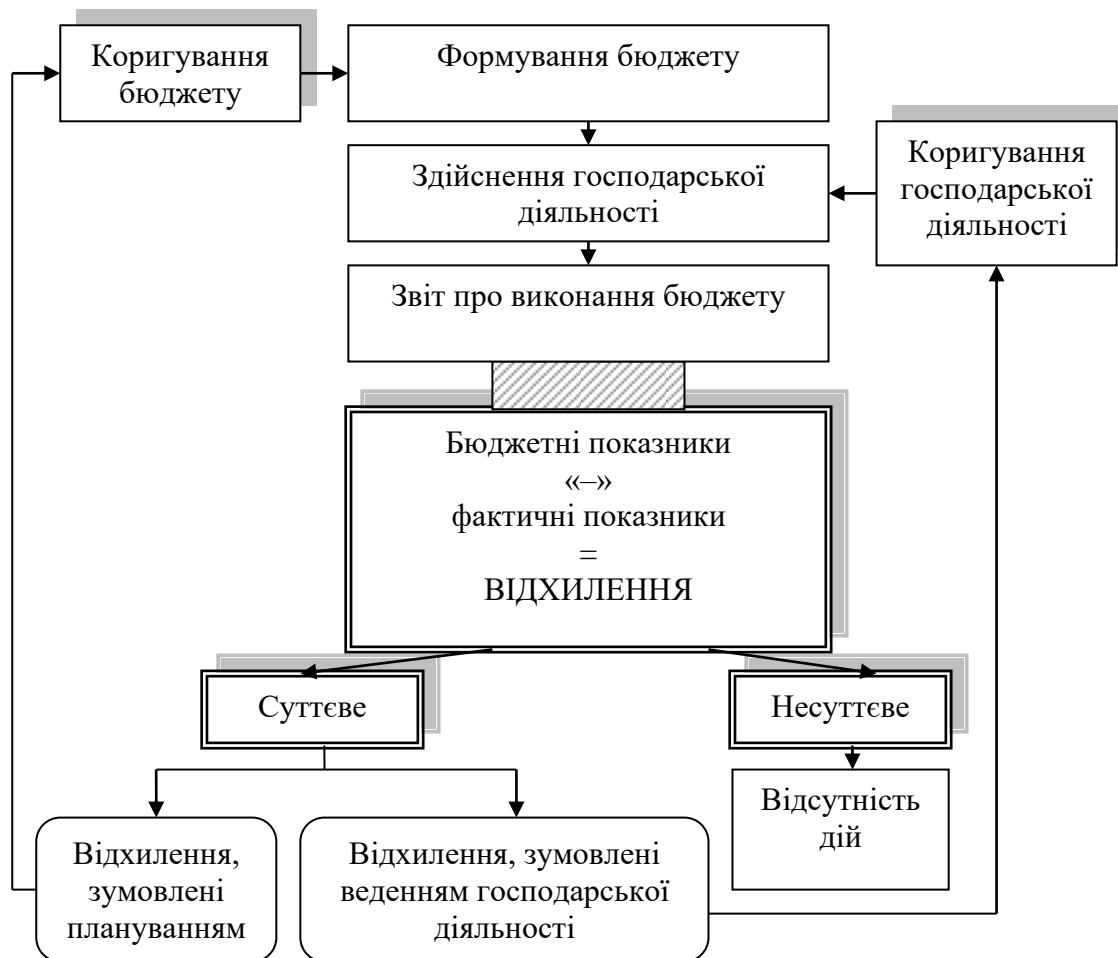 Коригування
бюджету
Формування бюджету
Здійснення господарської
діяльності
Коригування
господарської
діяльності
Звіт про виконання бюджету
Бюджетні показники
«–»
фактичні показники
=
ВІДХИЛЕННЯ
Суттєве
Несуттєве
Відхилення,
зумовлені
плануванням
Відхилення, зумовлені
веденням господарської
діяльності
Відсутність
дій